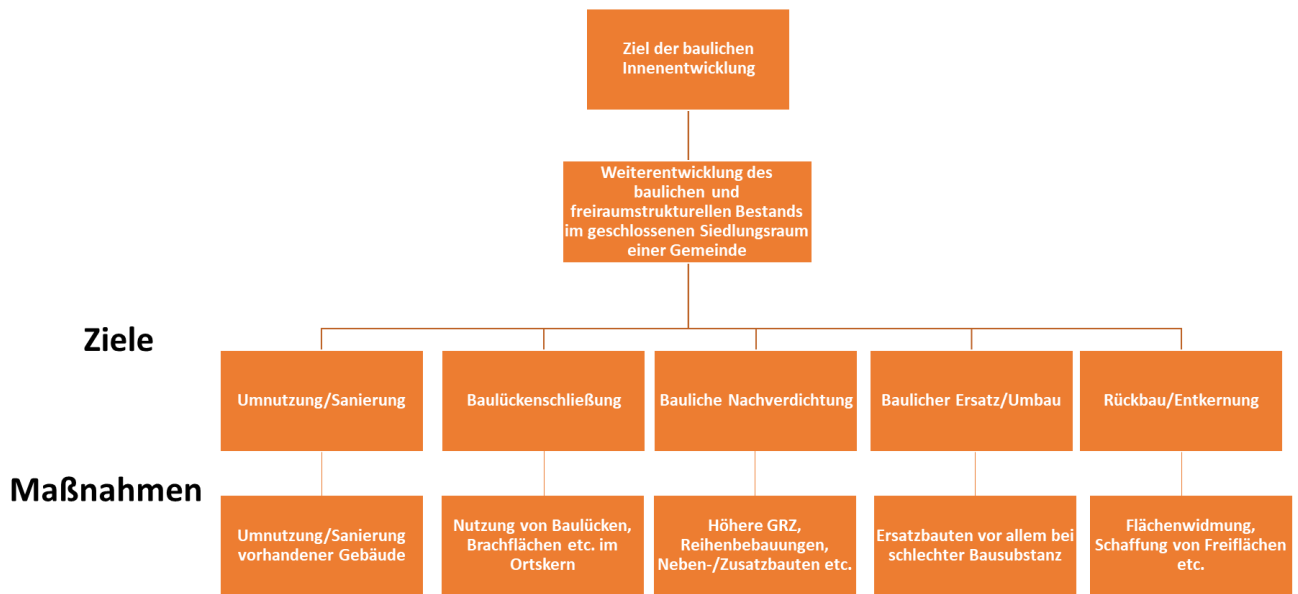 Ziel der baulichen
Innenentwicklung
Weiterentwicklung des
baulichen und
freiraumstrukturellen Bestands
im geschlossenen Siedlungsraum
einer Gemeinde
Ziele
Umnutzung/Sanierung
Baulückenschließung
Bauliche Nachverdichtung
Baulicher Ersatz/Umbau
Rückbau/Entkernung
Maßnahmen
Umnutzung/Sanierung
vorhandener Gebäude
Nutzung von Baulücken,
Brachflächen etc. im
Ortskern
Höhere GRZ,
Reihenbebauungen,
Neben-/Zusatzbauten etc.
Ersatzbauten vor allem bei
schlechter Bausubstanz
Flächenwidmung,
Schaffung von Freiflächen
etc.